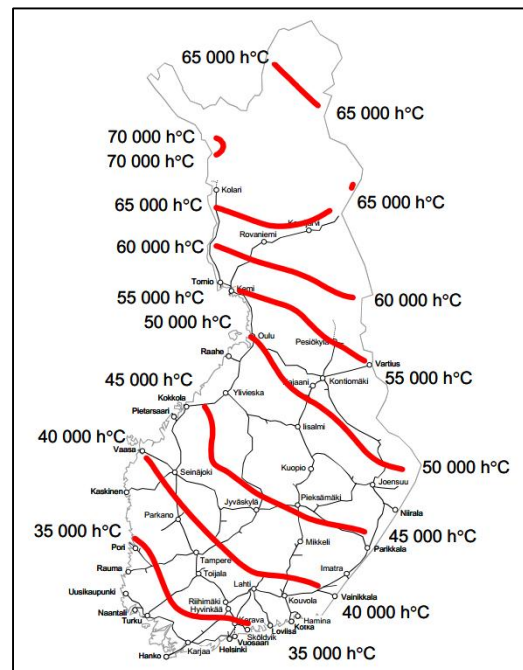 65 000 h°C
65 000 h°C
70 000 h°C
70 000 h°C
Kolari
65 000 h°C
65 000 h°C
Rovaniemi
60 000 h°C
60 000 h°C
Tornio
Kemi
55 000 h°C
55 000 h°C
50 000 h°C
Oulu
Pesiökylä
Vartius
Raahe
Kontiomäki
45 000 h°C
Ylivieska
Kokkola
Pietarsaari
Iisalmi
40 000 h°C
Vaasa
50 000 h°C
Seinäjoki
Kuopio
Joensuu
Kaskinen
Jyväskylä
Pieksämäki
Niirala
35 000 h°C
Parkano
45 000 h°C
Pori
Mikkeli
Parikkala
Tampere
Rauma
Toijala
Imatra
Lahti
Uusikaupunki
Riihimäki
Kouvola
Vainikkala
Naantali
Hyvinkää
40 000 h°C
Turku
Kerava
Loviisa
Kotka
Hamina
Sköldvik
Vuosaari
Karjaa
Helsinki
Hanko
35 000 h°C